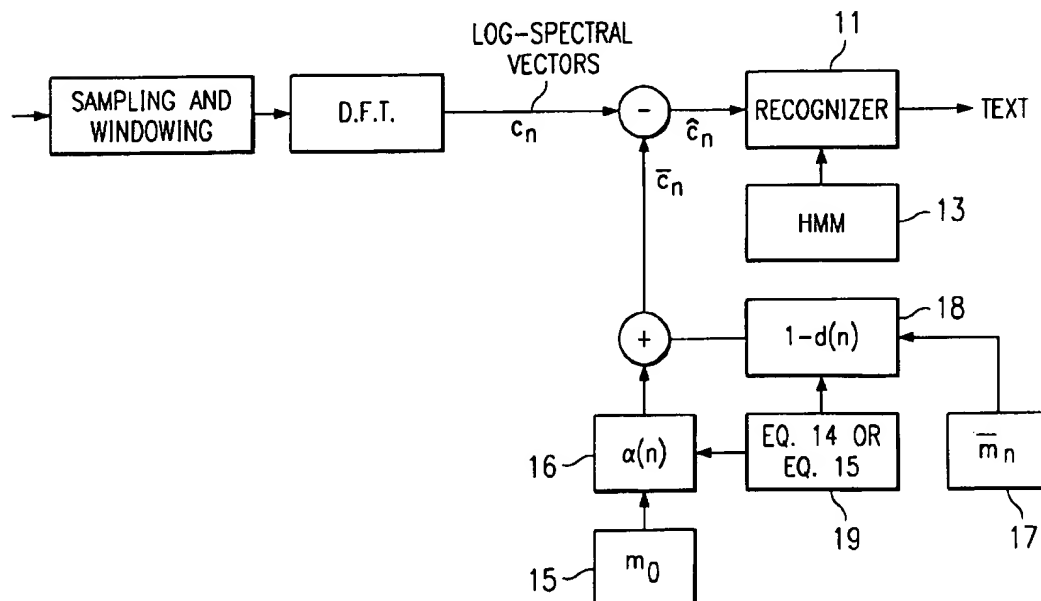 LOG-SPECTRAL
VECTORS
11
SAMPLING AND
WINDOWING
D.F.T.
cₙ
-
ĉₙ
RECOGNIZER
TEXT
c̅ₙ
HMM
13
18
+
1-d(n)
16
α(n)
EQ. 14 OR
EQ. 15
m̅ₙ
19
17
15
m₀